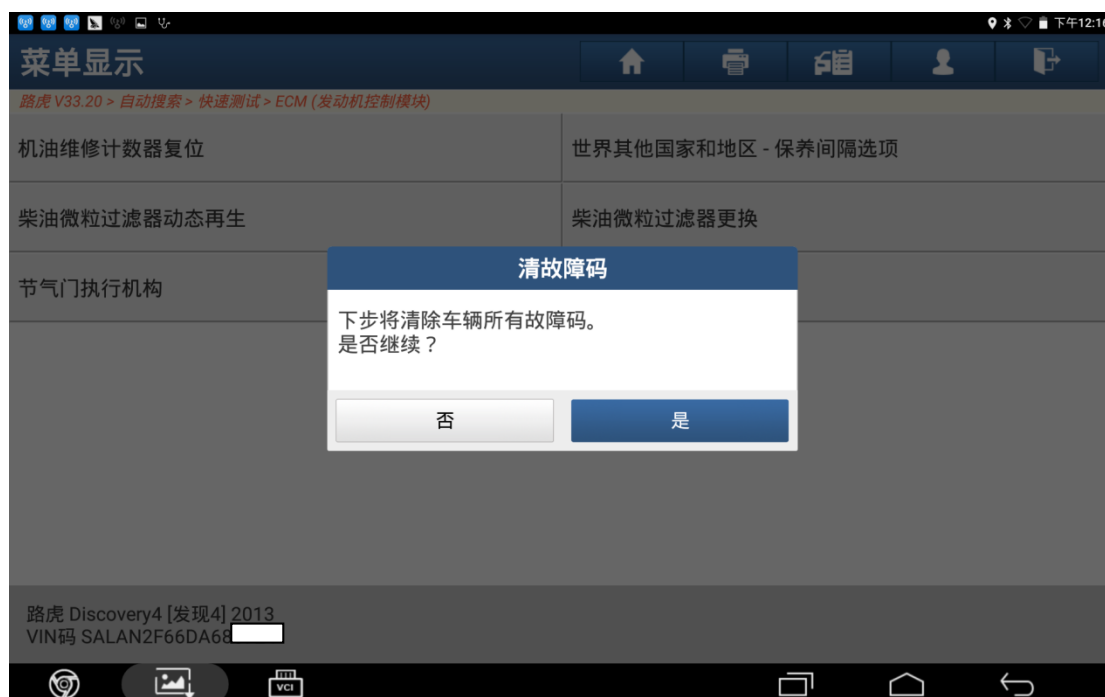 下午12:16
菜单显示
路虎 V33.20 > 自动搜索 > 快速测试 > ECM (发动机控制模块)
机油维修计数器复位
世界其他国家和地区 - 保养间隔选项
柴油微粒过滤器动态再生
柴油微粒过滤器更换
节气门执行机构
清故障码
下步将清除车辆所有故障码。
是否继续？
否
是
路虎 Discovery4 [发现4] 2013
VIN码 SALAN2F66DA68
VCI